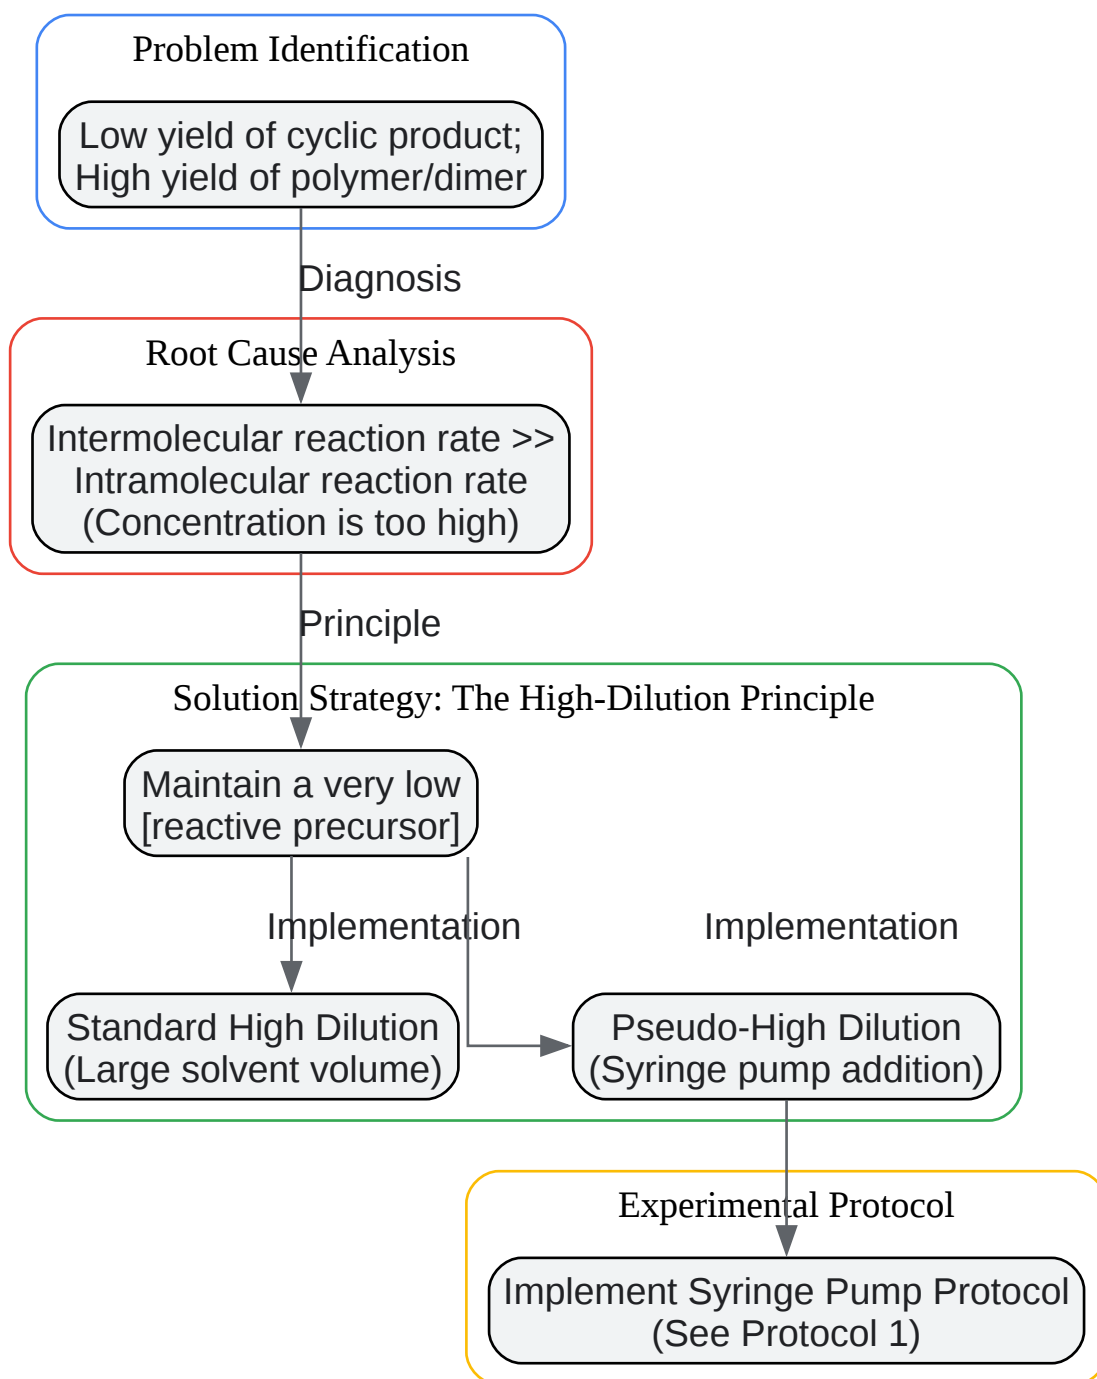 Problem Identification
Low yield of cyclic product;
High yield of polymer/dimer
Diagnosis
Root Cause Analysis
Intermolecular reaction rate >>
Intramolecular reaction rate
(Concentration is too high)
Principle
Solution Strategy: The High-Dilution Principle
Maintain a very low
[reactive precursor]
Implementation
Implementation
Standard High Dilution
(Large solvent volume)
Pseudo-High Dilution
(Syringe pump addition)
Experimental Protocol
Implement Syringe Pump Protocol
(See Protocol 1)